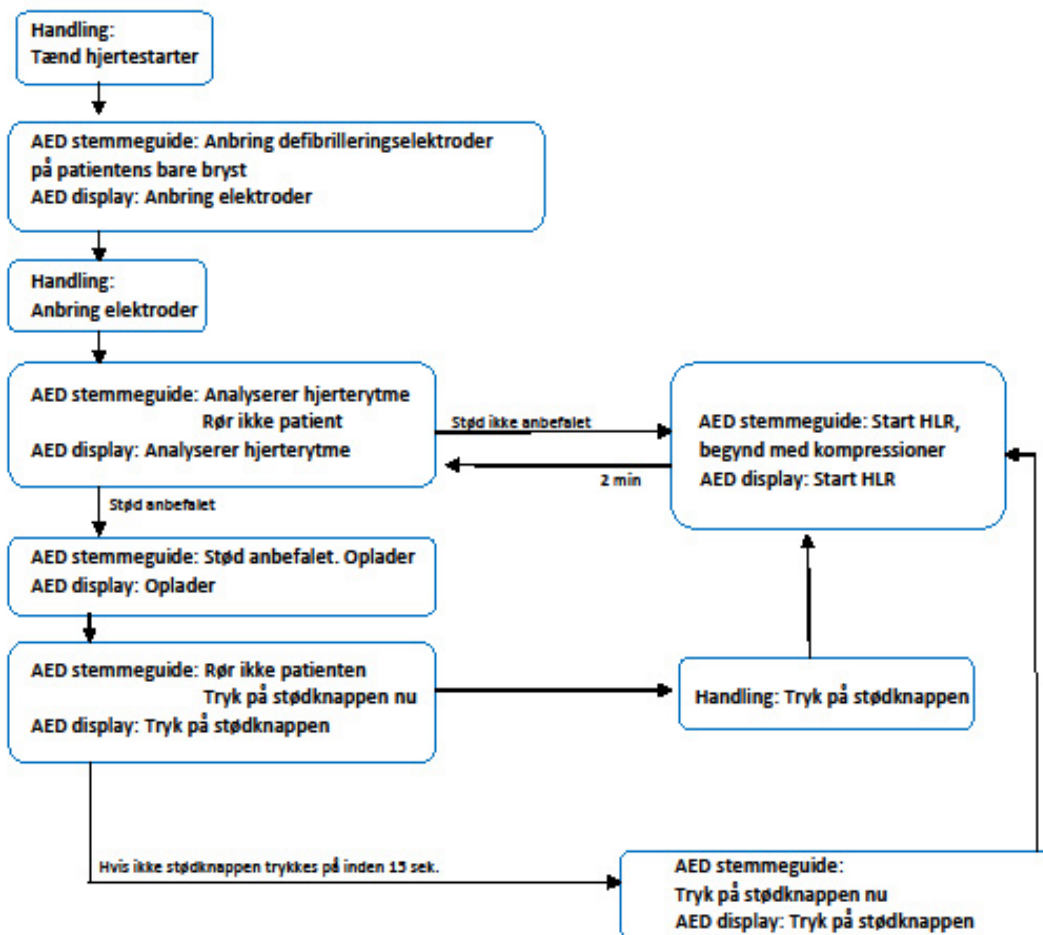 Handling:
Tænd hjertestarter
AED stemmeguide: Anbring defibrilleringselektroder
på patientens bare bryst
AED display: Anbring elektroder
Handling:
Anbring elektroder
AED stemmeguide: Analyserer hjerterytme
Rør ikke patient
AED display: Analyserer hjerterytme
Stød ikke anbefalet
2 min
AED stemmeguide: Start HLR,
begynd med kompressioner
AED display: Start HLR
Stød anbefalet
AED stemmeguide: Stød anbefalet. Oplader
AED display: Oplader
AED stemmeguide: Rør ikke patienten
Tryk på stødknappen nu
AED display: Tryk på stødknappen
Handling: Tryk på stødknappen
Hvis ikke stødknappen trykkes på inden 15 sek.
AED stemmeguide:
Tryk på stødknappen nu
AED display: Tryk på stødknappen